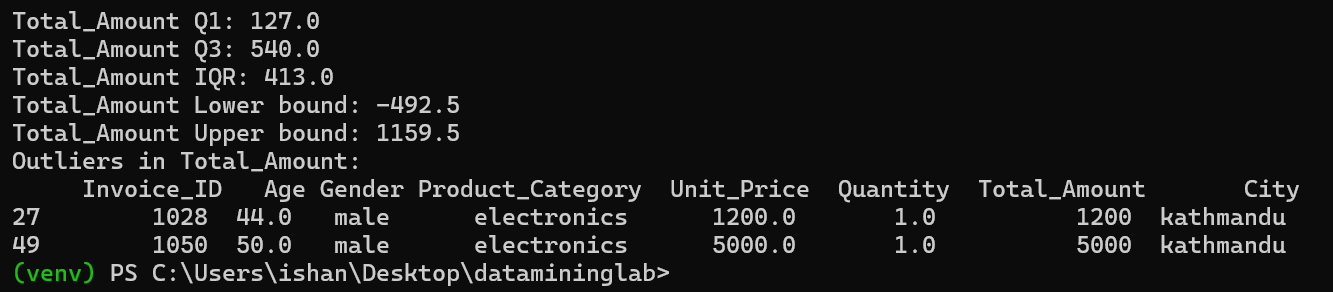 Total_Amount Q1: 127.0
Total_Amount Q3: 540.0
Total_Amount IQR: 413.0
Total_Amount Lower bound: -492.5
Total_Amount Upper bound: 1159.5
Outliers in Total_Amount:
     Invoice_ID   Age Gender Product_Category  Unit_Price  Quantity  Total_Amount       City
27         1028  44.0   male      electronics      1200.0       1.0          1200  kathmandu
49         1050  50.0   male      electronics      5000.0       1.0          5000  kathmandu
(venv) PS C:\Users\ishan\Desktop\datamininglab>